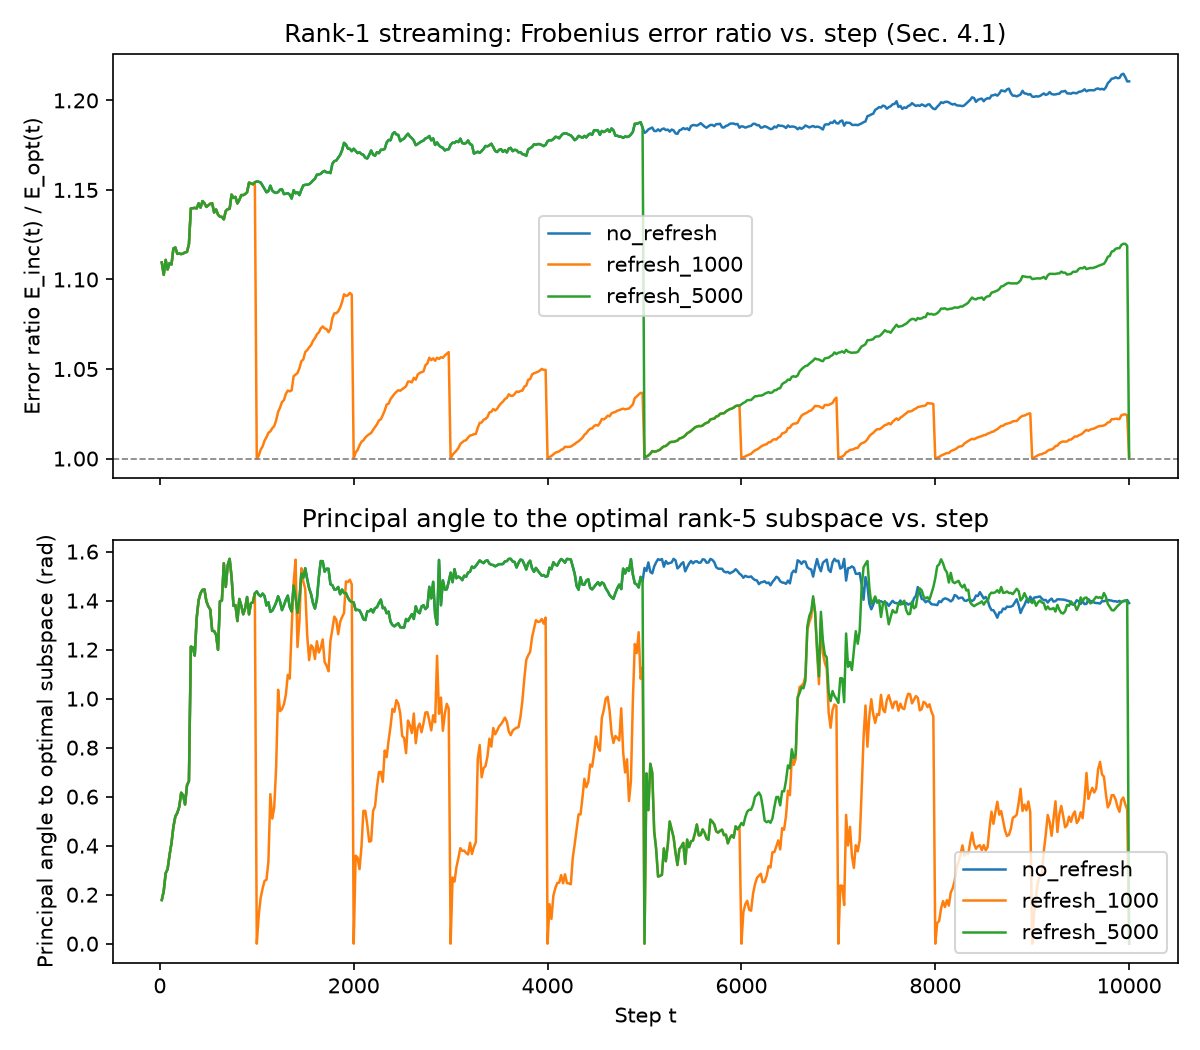 Rank-1 streaming: Frobenius error ratio vs. step (Sec. 4.1)
Error ratio E_inc(t) / E_opt(t)
1.20
1.15
1.10
1.05
1.00
no_refresh
refresh_1000
refresh_5000
Principal angle to the optimal rank-5 subspace vs. step
Principal angle to optimal subspace (rad)
1.6
1.4
1.2
1.0
0.8
0.6
0.4
0.2
0.0
no_refresh
refresh_1000
refresh_5000
0
2000
4000
6000
8000
10000
Step t